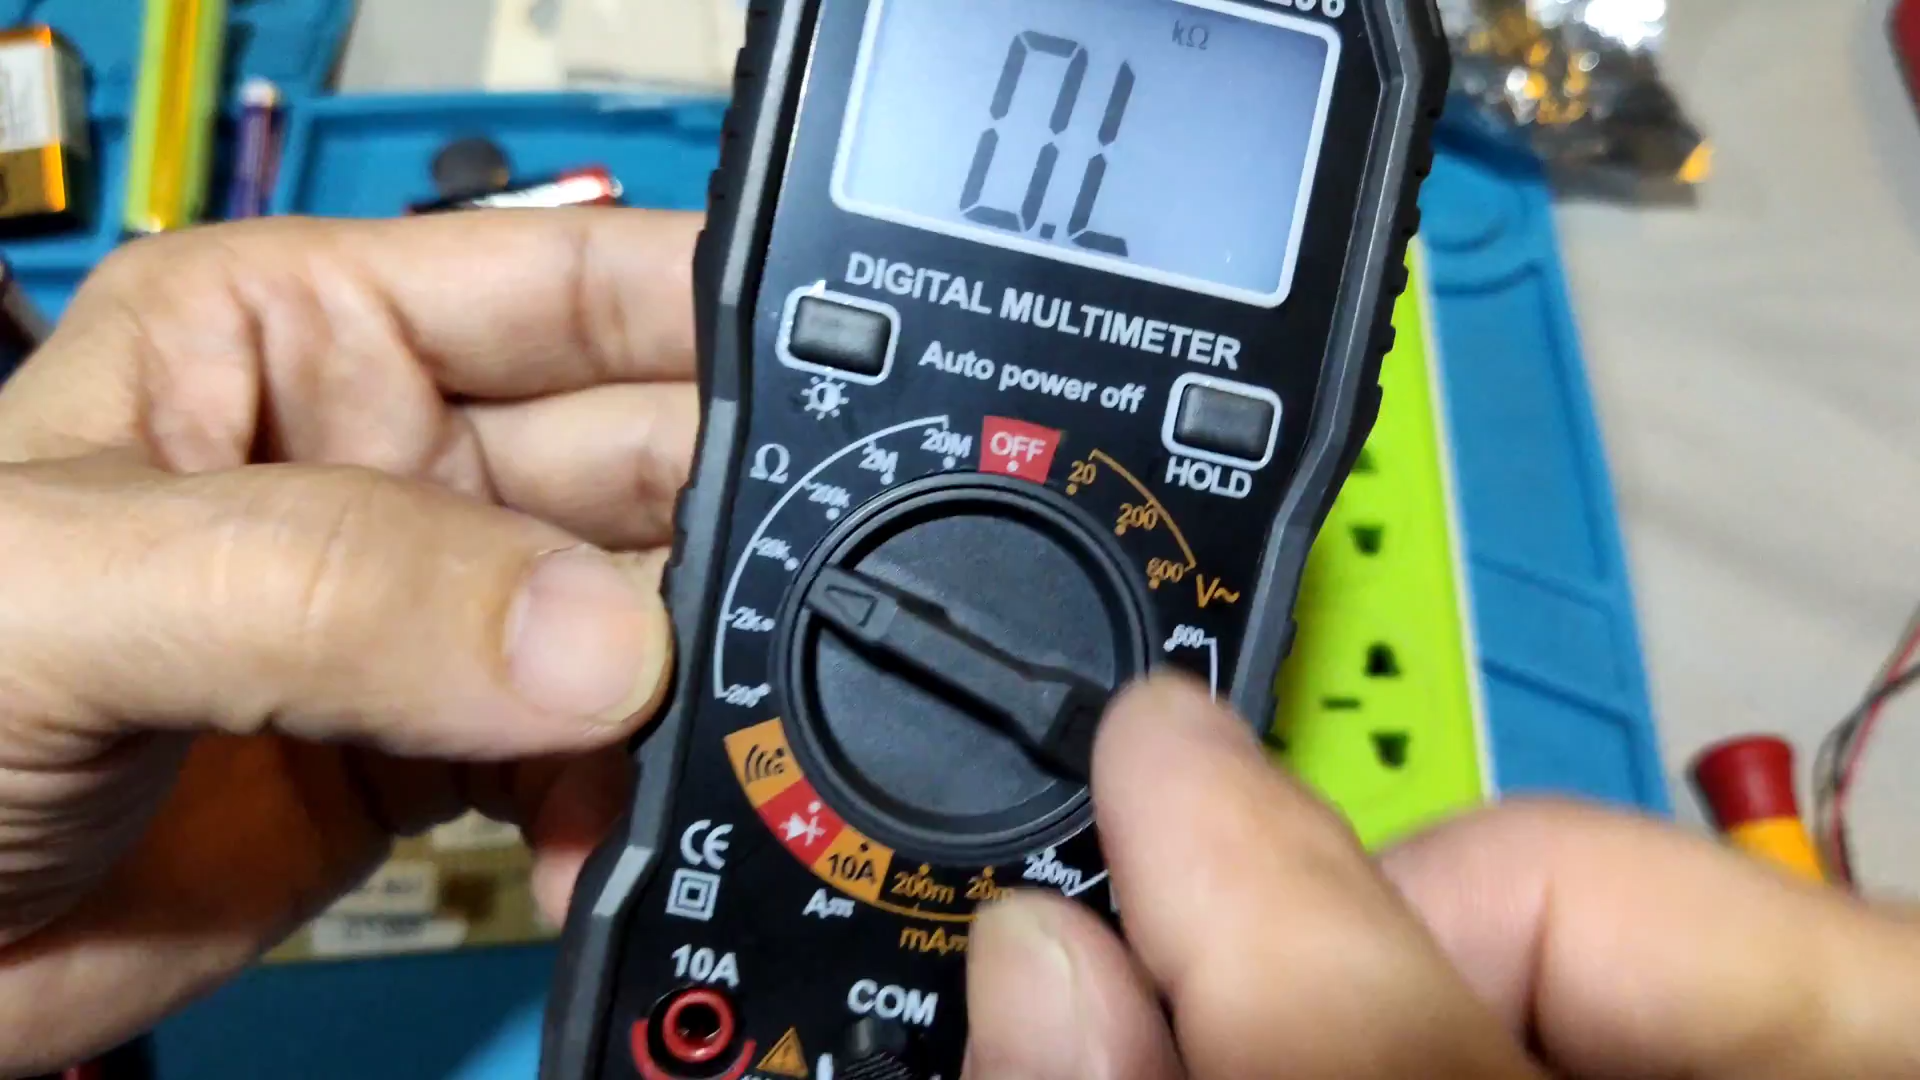 kΩ
0.L
DIGITAL MULTIMETER
Auto power off
HOLD
OFF
Ω
20M
2M
200k
20k
2k
200
20
200
600
V~
600
200m
20m
200m
10A
mA
A
CE
10A
COM